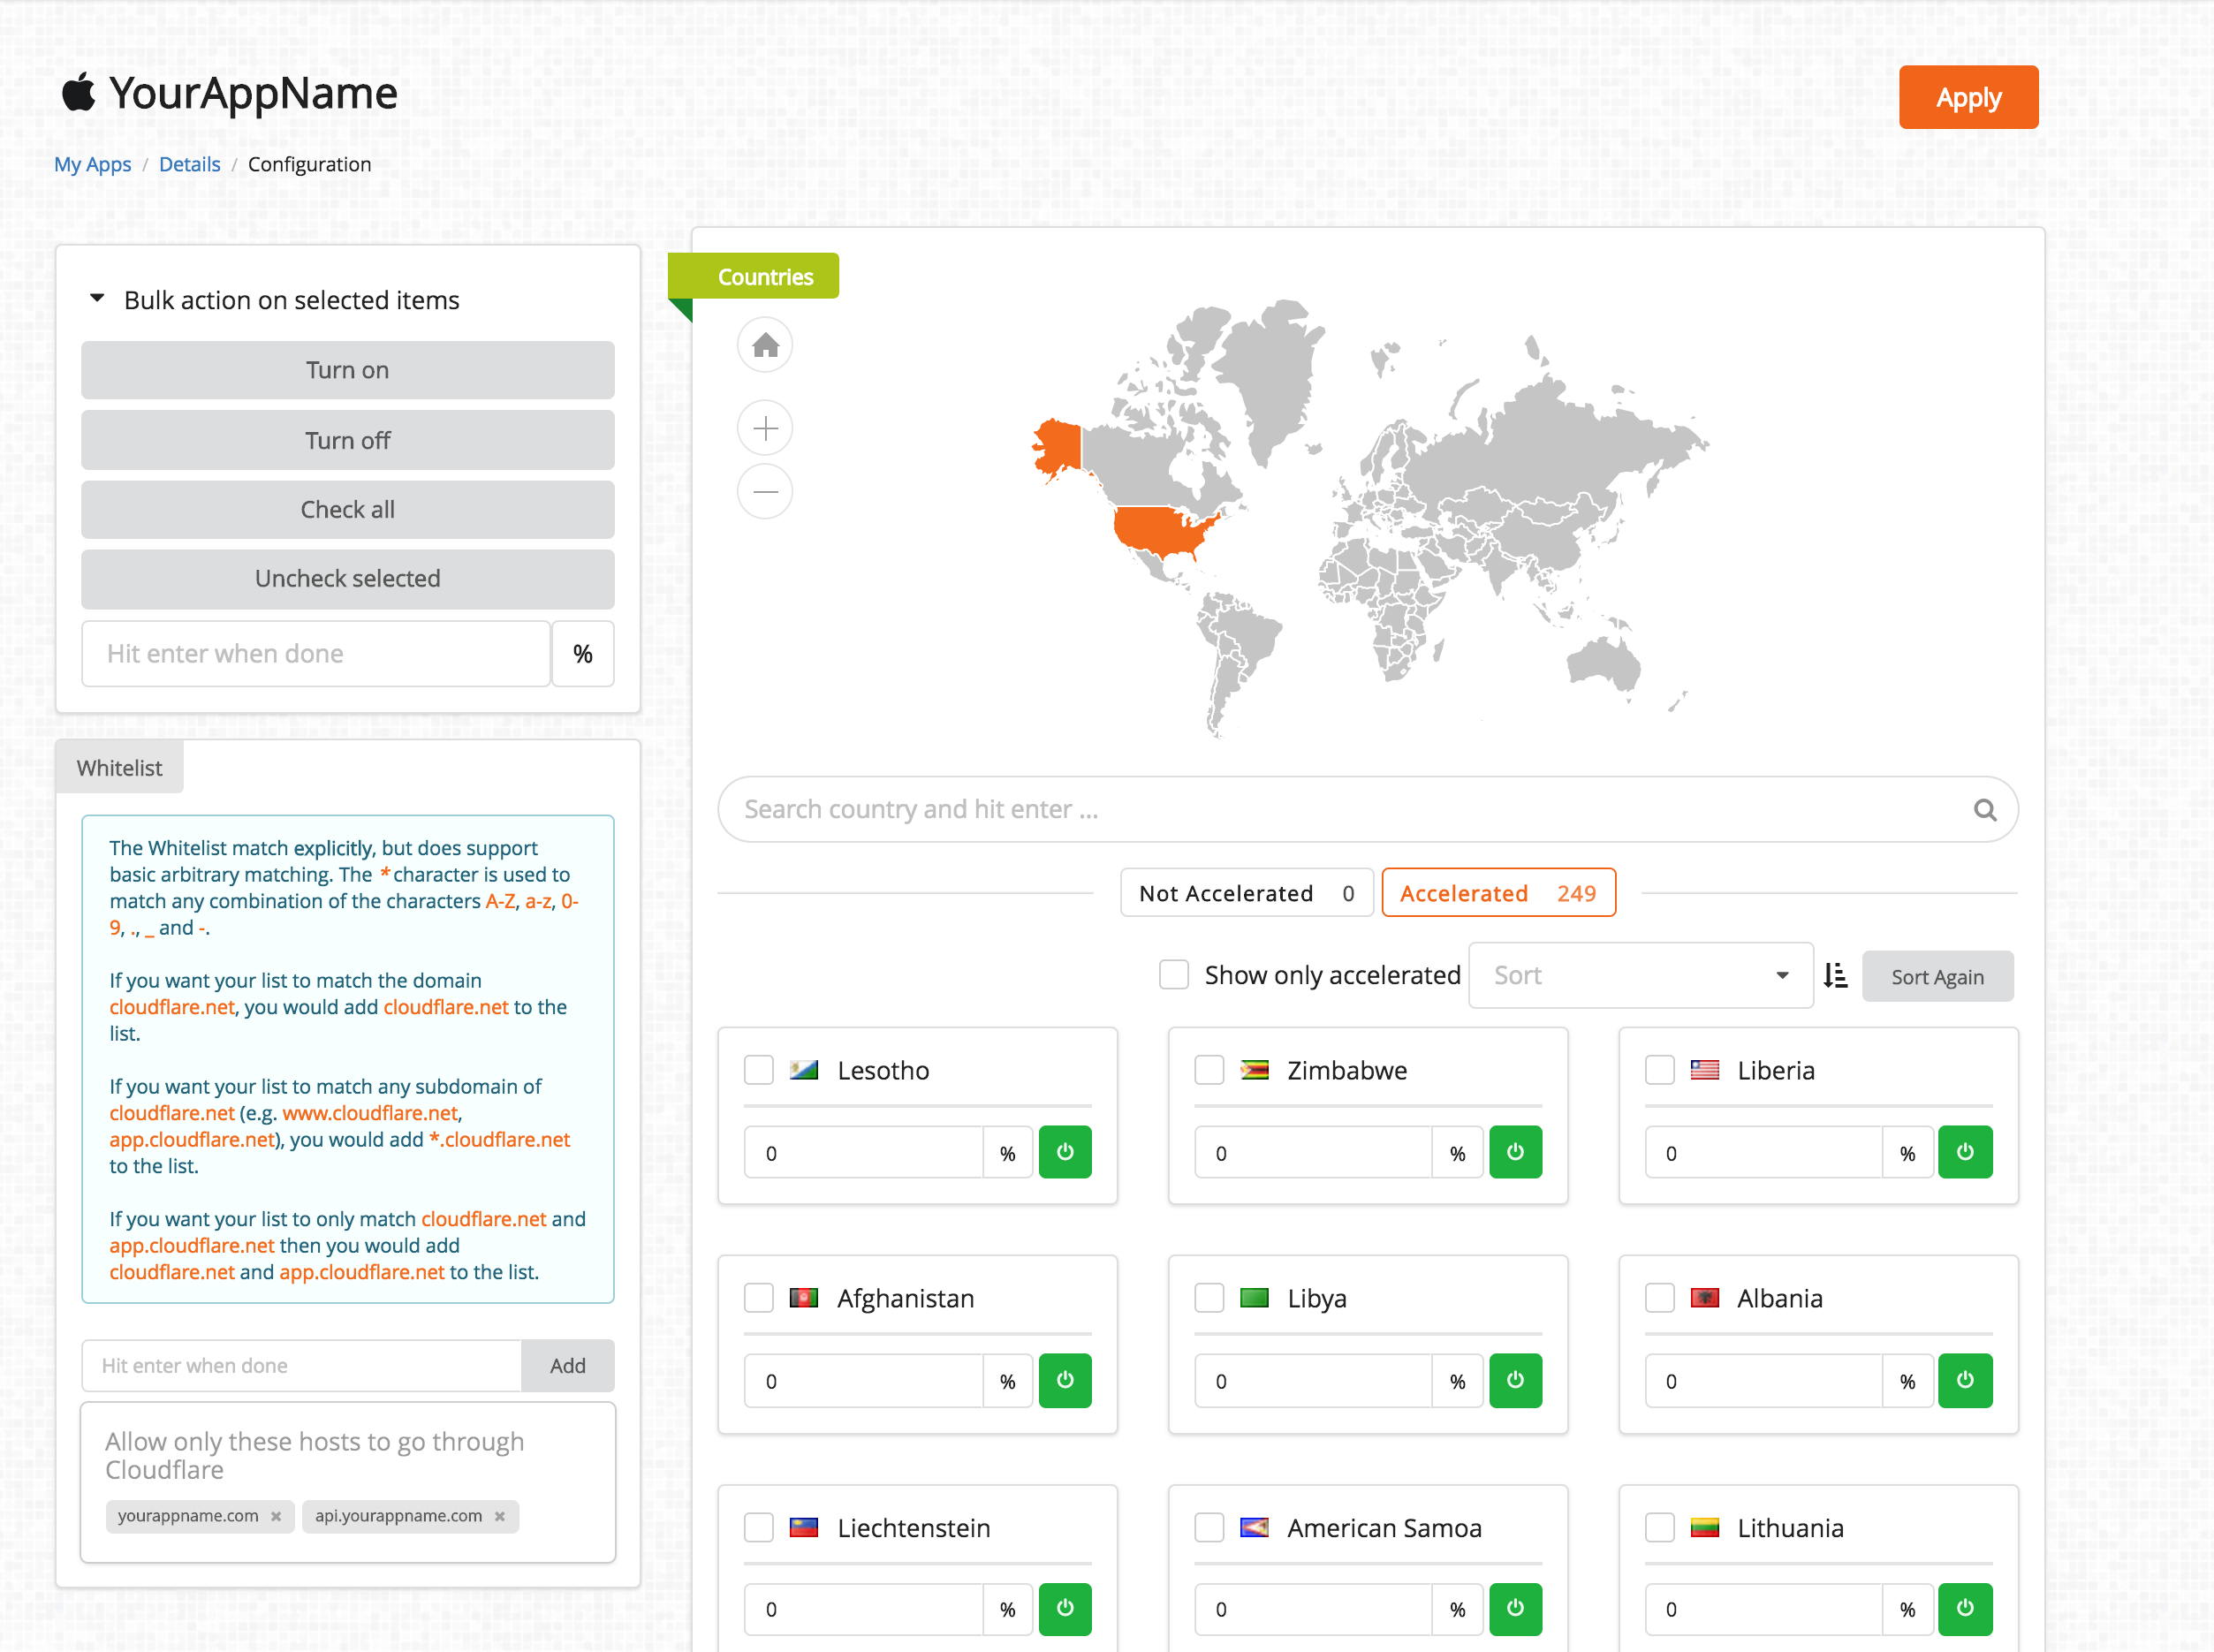 YourAppName
Apply
My Apps / Details / Configuration
Bulk action on selected items
Turn on
Turn off
Check all
Uncheck selected
Hit enter when done %
Whitelist
The Whitelist match explicitly, but does support
basic arbitrary matching. The * character is used to
match any combination of the characters A-Z, a-z, 0-
9, ., _ and -.
If you want your list to match the domain
cloudflare.net, you would add cloudflare.net to the
list.
If you want your list to match any subdomain of
cloudflare.net (e.g. www.cloudflare.net,
app.cloudflare.net), you would add *.cloudflare.net
to the list.
If you want your list to only match cloudflare.net and
app.cloudflare.net then you would add
cloudflare.net and app.cloudflare.net to the list.
Hit enter when done Add
Allow only these hosts to go through
Cloudflare
yourappname.com × api.yourappname.com ×
Countries
Search country and hit enter ...
Not Accelerated 0 Accelerated 249
Show only accelerated Sort Sort Again
Lesotho Zimbabwe Liberia
0 % 0 % 0 %
Afghanistan Libya Albania
0 % 0 % 0 %
Liechtenstein American Samoa Lithuania
0 % 0 % 0 %